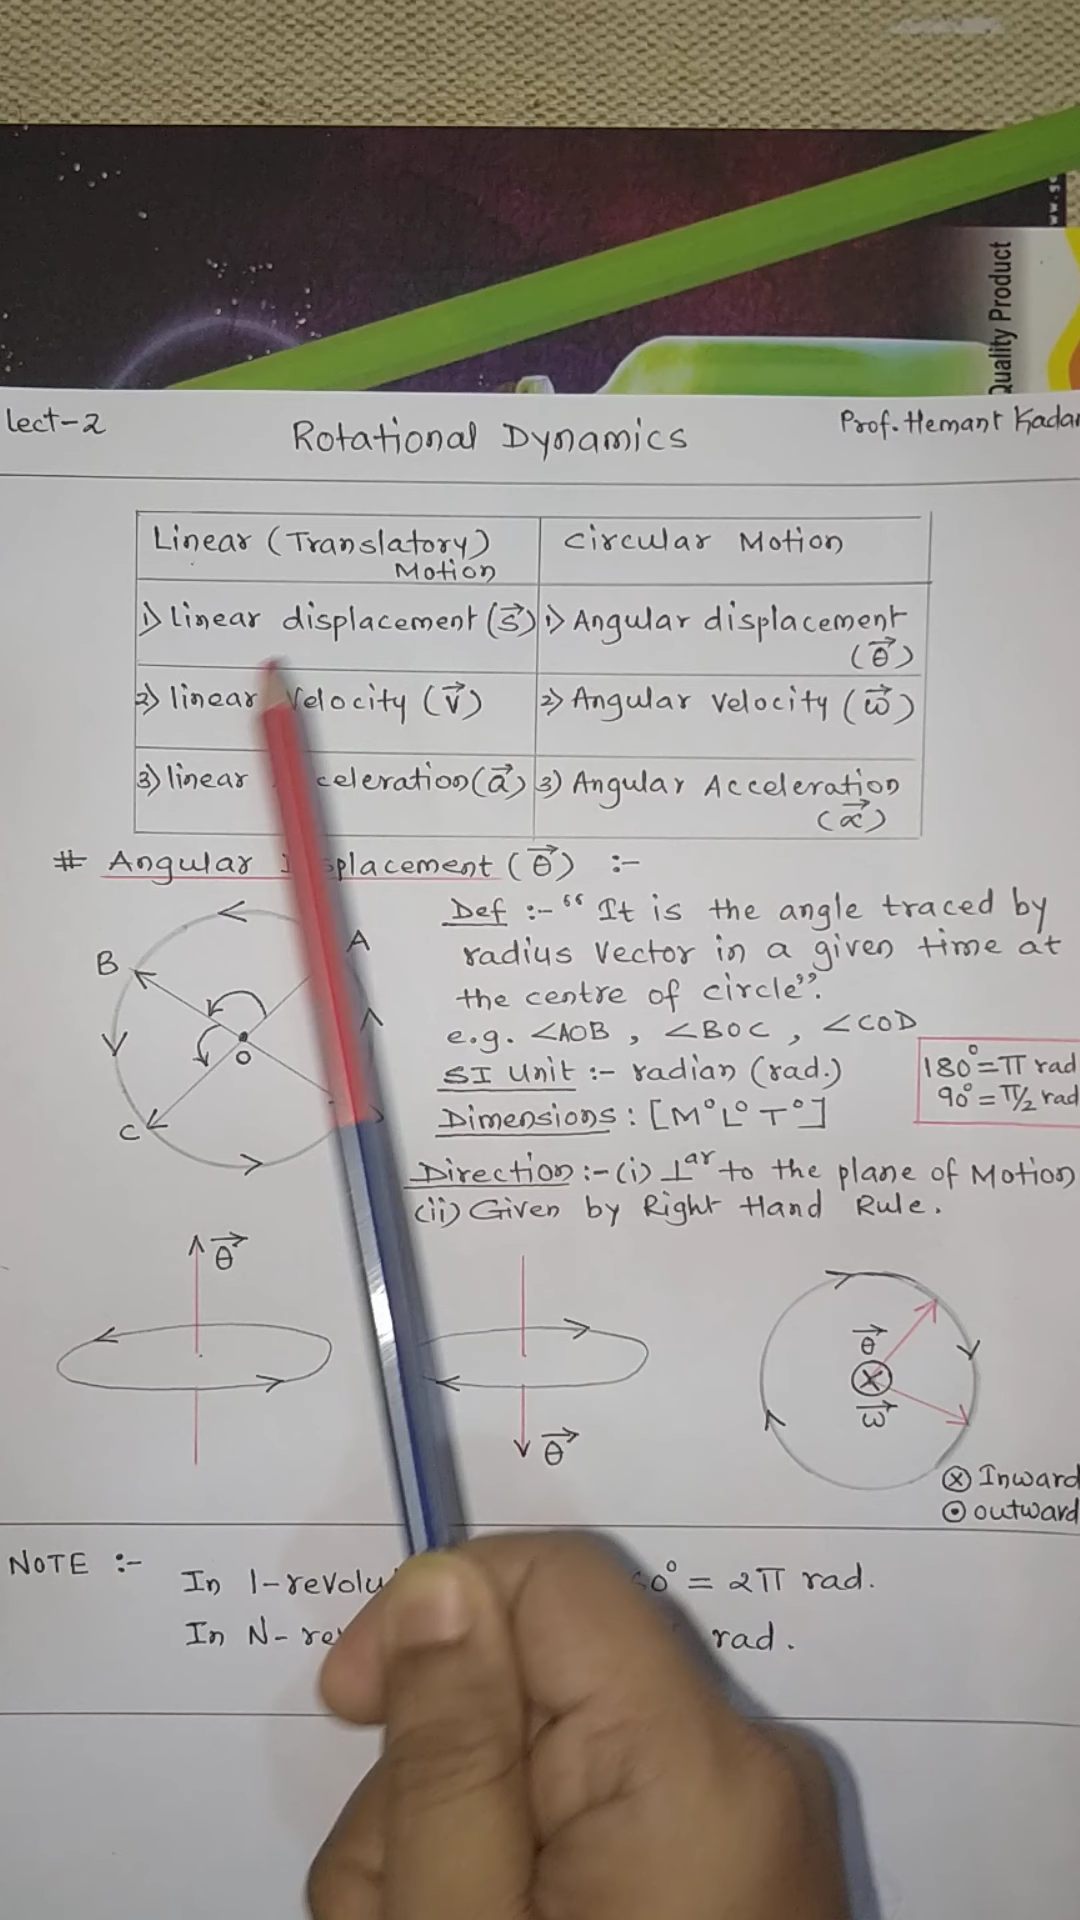 Quality Product
Lect-2
Rotational Dynamics
Prof. Hemant Kadam
Linear (Translatory) Motion
Circular Motion
1) linear displacement (s⃗)
1) Angular displacement (θ⃗)
2) linear velocity (v⃗)
2) Angular velocity (ω⃗)
3) linear celeration (a⃗)
3) Angular Acceleration (α⃗)
# Angular splacement (θ⃗) :-
A
B
O
C
Def :- “It is the angle traced by
radius vector in a given time at
the centre of circle”.
e.g. ∠AOB , ∠BOC , ∠COD
SI Unit :- radian (rad.)
Dimensions : [M⁰L⁰T⁰]
180° = π rad
90° = π/2 rad
Direction :- (i) ⊥ᵃʳ to the plane of Motion
(ii) Given by Right Hand Rule.
θ⃗
θ⃗
θ⃗
ω⃗
⊗ Inward
⊙ outward
NOTE :-
In 1-revolu 60° = 2π rad.
In N-re rad.